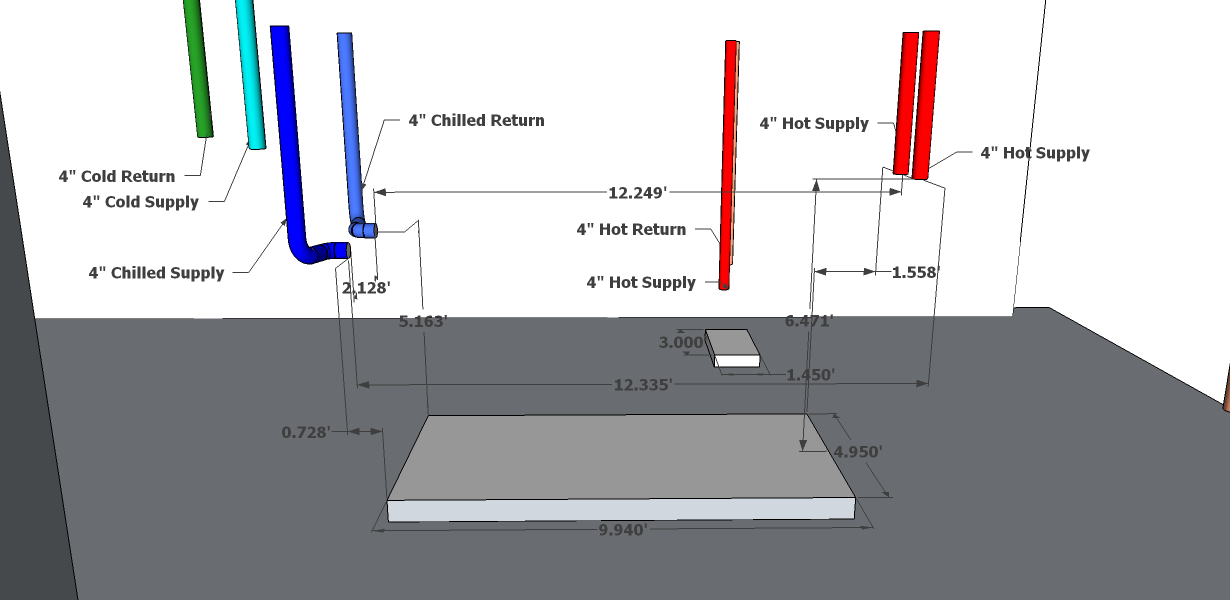 4" Chilled Return
4" Hot Supply
4" Hot Supply
4" Cold Return
12.249'
4" Cold Supply
4" Hot Return
4" Chilled Supply
1.558'
4" Hot Supply
2.128'
5.163'
6.471'
3.000
1.450'
12.335'
0.728'
4.950'
9.940'